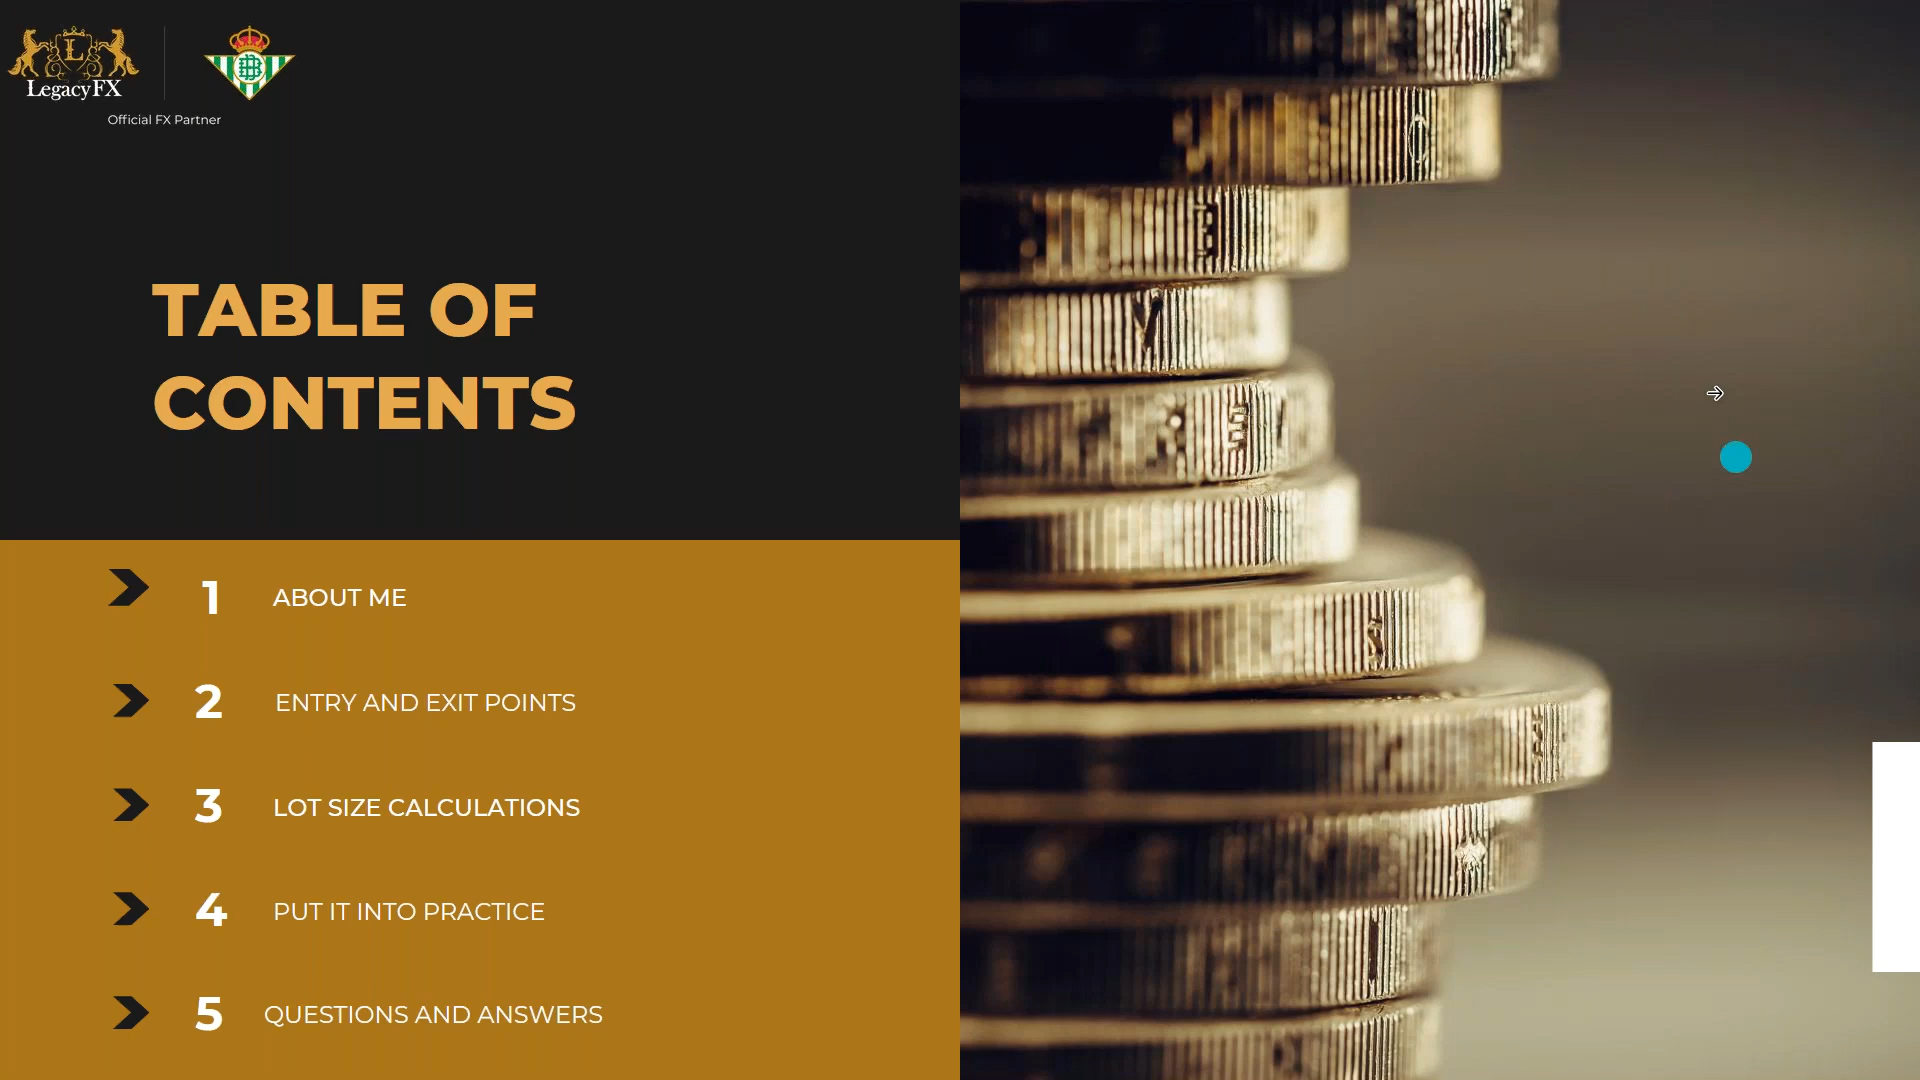 L
LegacyFX
Official FX Partner
TABLE OF
CONTENTS
1 ABOUT ME
2 ENTRY AND EXIT POINTS
3 LOT SIZE CALCULATIONS
4 PUT IT INTO PRACTICE
5 QUESTIONS AND ANSWERS